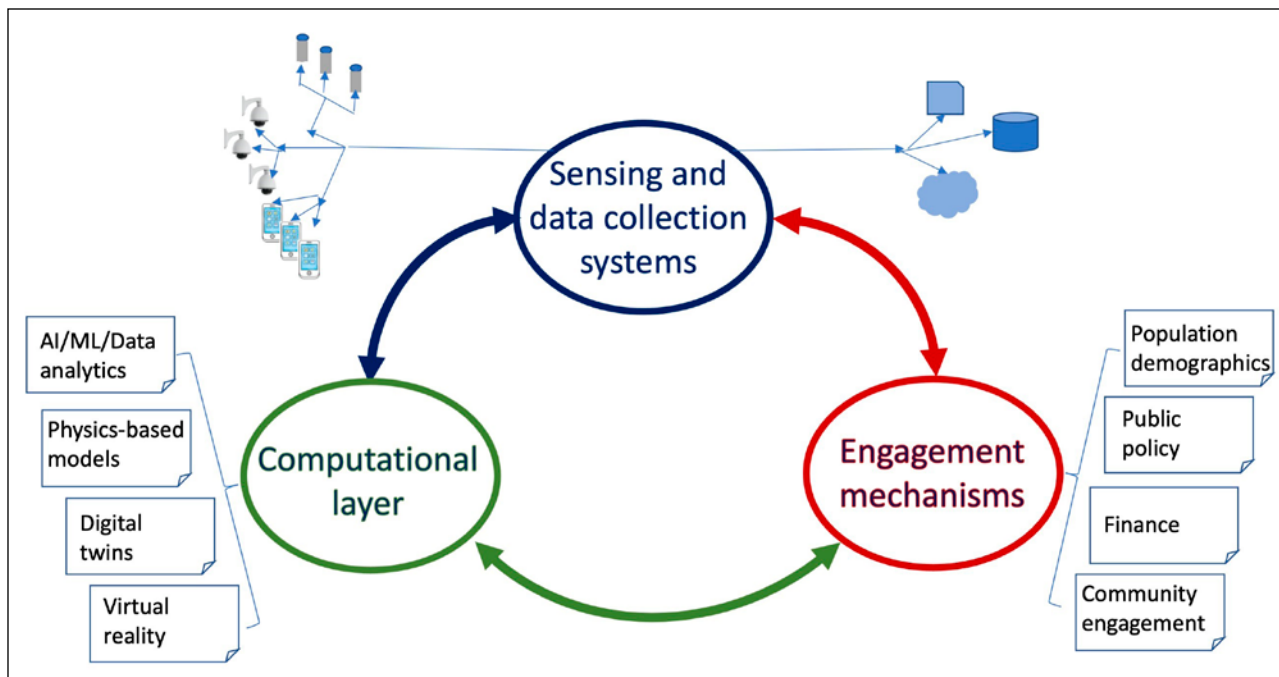 Sensing and
data collection
systems
AI/ML/Data
analytics
Physics-based
models
Digital
twins
Virtual
reality
Computational
layer
Engagement
mechanisms
Population
demographics
Public
policy
Finance
Community
engagement